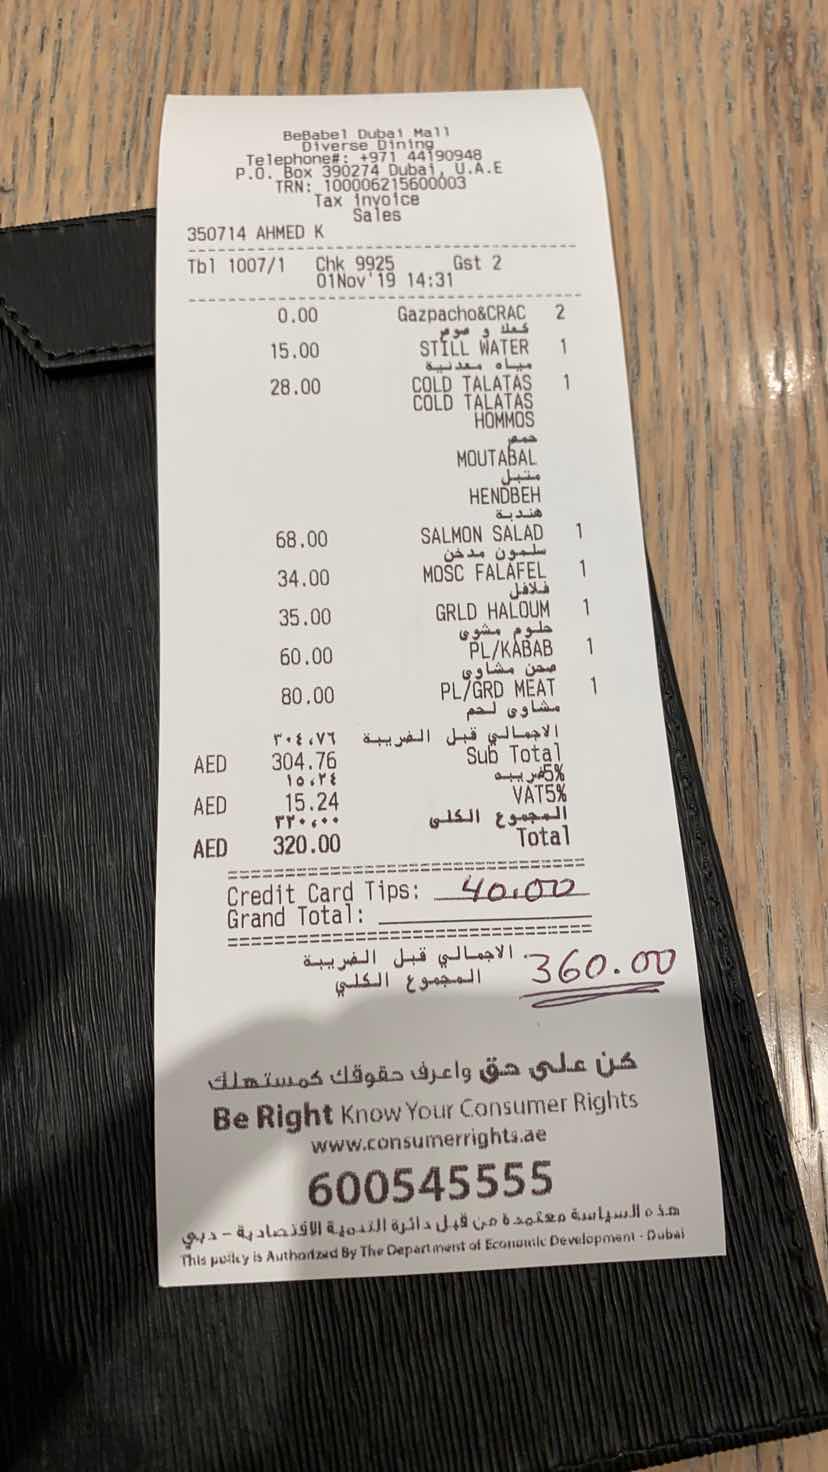 BeBabel Dubai Mall
Diverse Dining
Telephone#: +971 44190948
P.O. Box 390274 Dubai, U.A.E
TRN: 100006215600003
Tax invoice
Sales
350714 AHMED K
Tbl 1007/1 Chk 9925 Gst 2
01Nov'19 14:31
0.00 Gazpacho&CRAC 2
كعك و صوص
15.00 STILL WATER 1
مياه معدنية
28.00 COLD TALATAS 1
COLD TALATAS
HOMMOS
حمص
MOUTABAL
متبل
HENDBEH
هندبة
68.00 SALMON SALAD 1
سلمون مدخن
34.00 MOSC FALAFEL 1
فلافل
35.00 GRLD HALOUM 1
حلوم مشوى
60.00 PL/KABAB 1
صحن مشاوى
80.00 PL/GRD MEAT 1
مشاوى لحم
٣٠٤،٧٦ الاجمالي قبل الضريبة
AED 304.76 Sub Total
١٥،٢٤ 5%ضريبه
AED 15.24 VAT5%
٣٢٠،٠٠ المجموع الكلى
AED 320.00 Total
Credit Card Tips: 40.00
Grand Total:
الاجمالي قبل الضريبة
المجموع الكلي 360.00
كن على حق واعرف حقوقك كمستهلك
Be Right Know Your Consumer Rights
www.consumerrights.ae
600545555
هذه السياسة معتمدة من قبل دائرة التنمية الاقتصادية - دبي
This policy is Authorized By The Department of Economic Development - Dubai